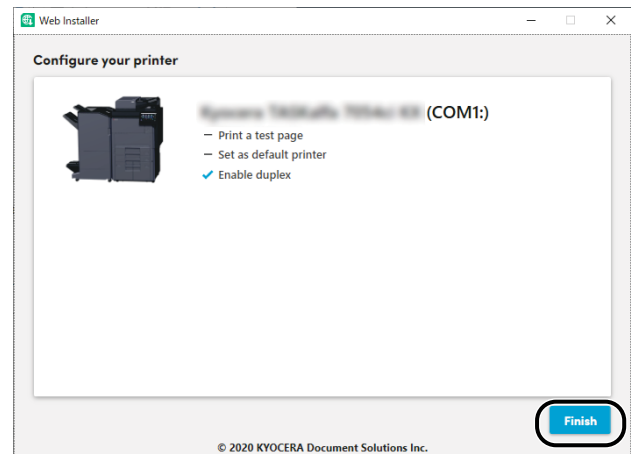 Web Installer
Configure your printer
(COM1:)
Print a test page
Set as default printer
Enable duplex
Finish
© 2020 KYOCERA Document Solutions Inc.